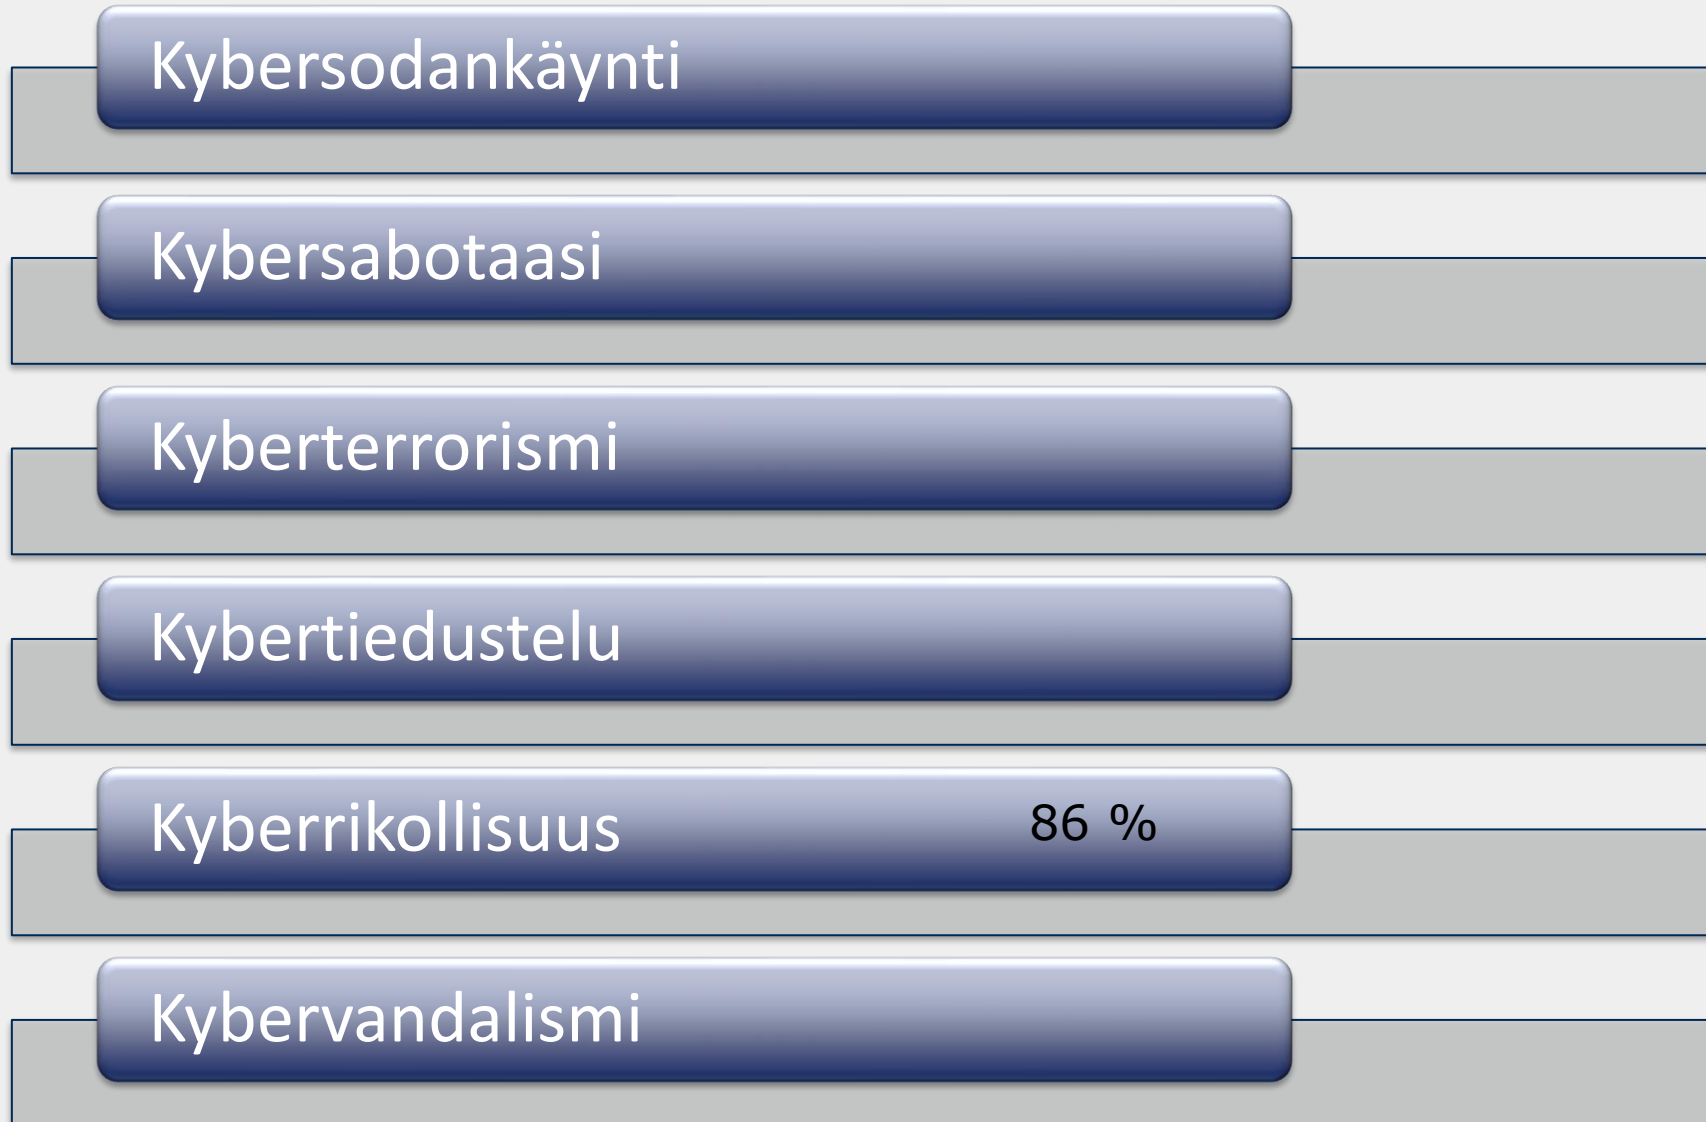 Kybersodankäynti
Kybersabotaasi
Kyberterrorismi
Kybertiedustelu
Kyberrikollisuus 86 %
Kybervandalismi